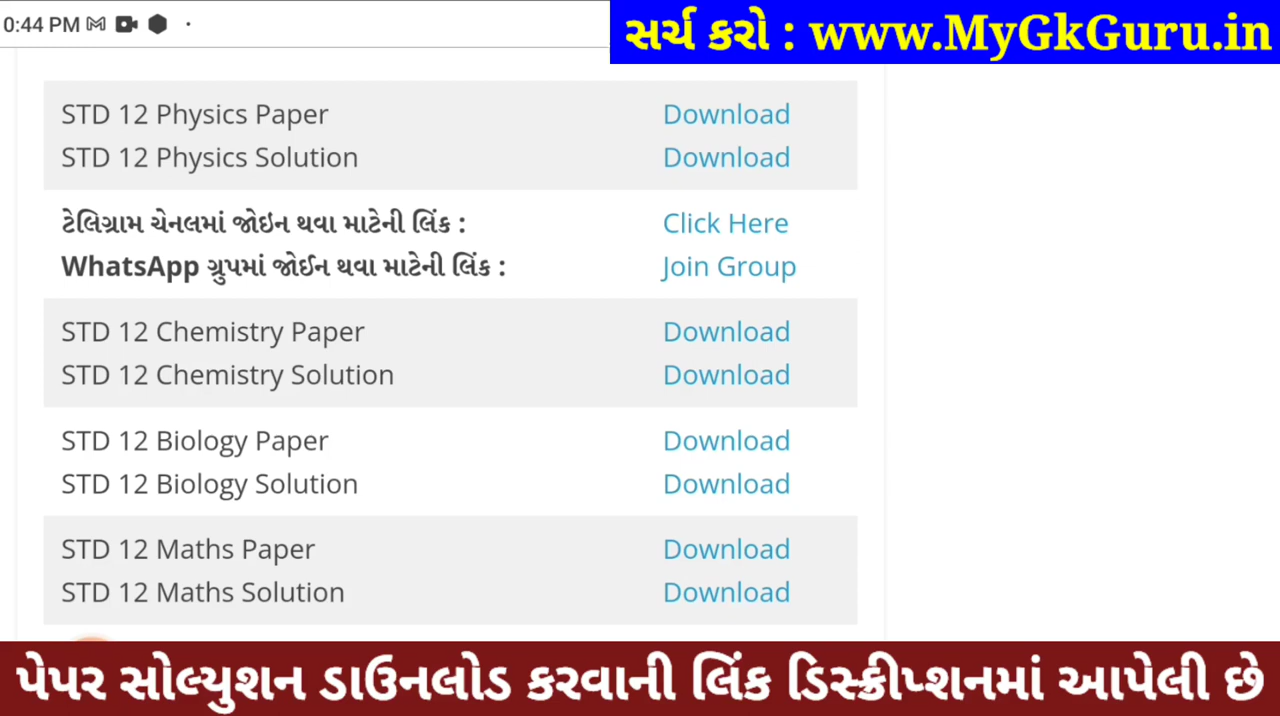 0:44 PM
સર્ચ કરો : www.MyGkGuru.in
STD 12 Physics Paper Download
STD 12 Physics Solution Download
ટેલિગ્રામ ચેનલમાં જોઇન થવા માટેની લિંક : Click Here
WhatsApp ગ્રુપમાં જોઈન થવા માટેની લિંક : Join Group
STD 12 Chemistry Paper Download
STD 12 Chemistry Solution Download
STD 12 Biology Paper Download
STD 12 Biology Solution Download
STD 12 Maths Paper Download
STD 12 Maths Solution Download
પેપર સોલ્યુશન ડાઉનલોડ કરવાની લિંક ડિસ્ક્રીપ્શનમાં આપેલી છે